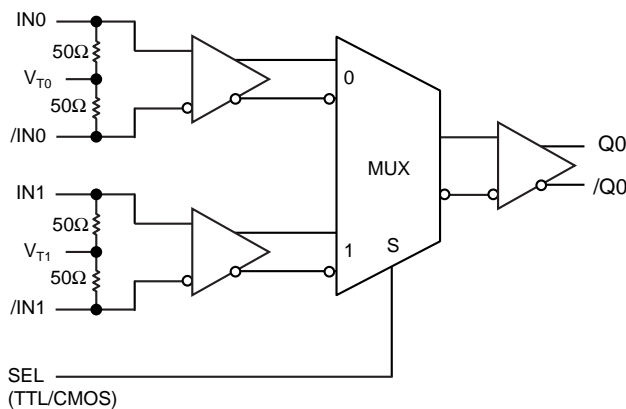 IN0
50Ω
VT0
50Ω
/IN0
0
MUX
Q0
/Q0
IN1
50Ω
VT1
50Ω
/IN1
1
S
SEL
(TTL/CMOS)